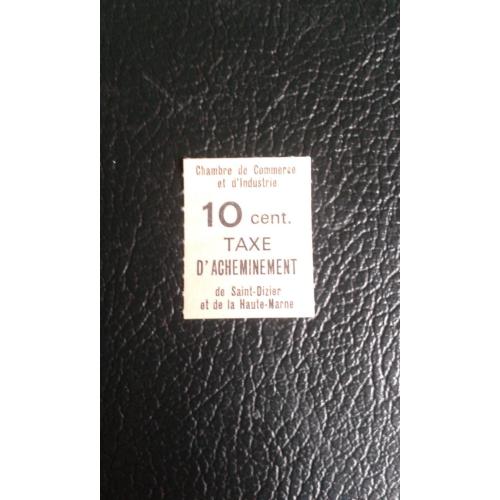 Chambre de Commerce
et d'Industrie
10 cent.
TAXE
D'ACHEMINEMENT
de Saint-Dizier
et de la Haute-Marne